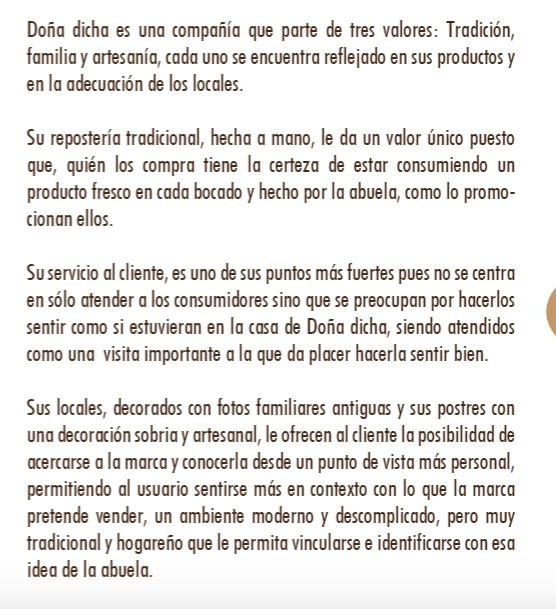 Doña dicha es una compañía que parte de tres valores: Tradición,
familia y artesanía, cada uno se encuentra reflejado en sus productos y
en la adecuación de los locales.
Su repostería tradicional, hecha a mano, le da un valor único puesto
que, quién los compra tiene la certeza de estar consumiendo un
producto fresco en cada bocado y hecho por la abuela, como lo promo-
cionan ellos.
Su servicio al cliente, es uno de sus puntos más fuertes pues no se centra
en sólo atender a los consumidores sino que se preocupan por hacerlos
sentir como si estuvieran en la casa de Doña dicha, siendo atendidos
como una visita importante a la que da placer hacerla sentir bien.
Sus locales, decorados con fotos familiares antiguas y sus postres con
una decoración sobria y artesanal, le ofrecen al cliente la posibilidad de
acercarse a la marca y conocerla desde un punto de vista más personal,
permitiendo al usuario sentirse más en contexto con lo que la marca
pretende vender, un ambiente moderno y descomplicado, pero muy
tradicional y hogareño que le permita vincularse e identificarse con esa
idea de la abuela.